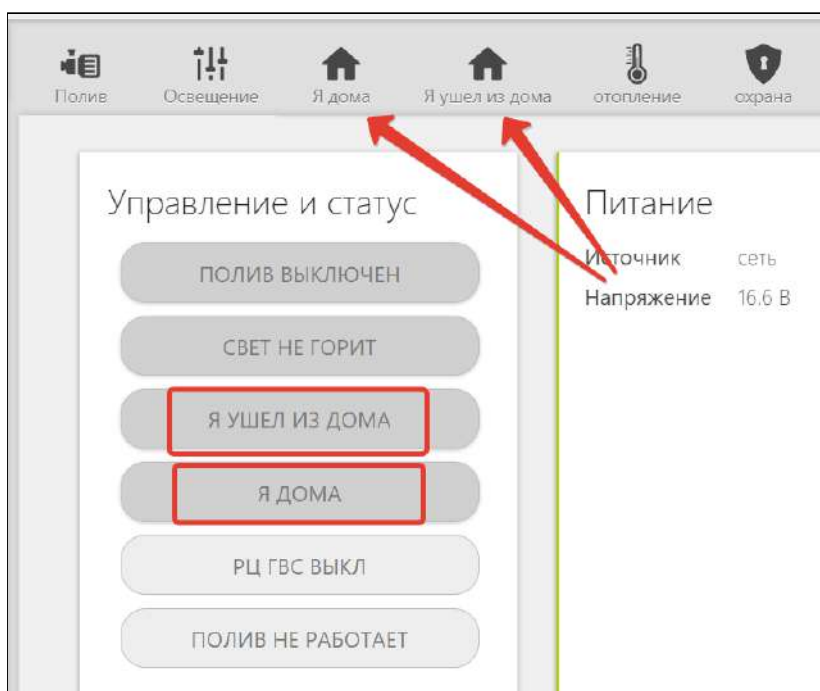 Полив Освещение Я дома Я ушел из дома отопление охрана
Управление и статус
ПОЛИВ ВЫКЛЮЧЕН
СВЕТ НЕ ГОРИТ
Я УШЕЛ ИЗ ДОМА
Я ДОМА
РЦ ГВС ВЫКЛ
ПОЛИВ НЕ РАБОТАЕТ
Питание
Источник сеть
Напряжение 16.6 В